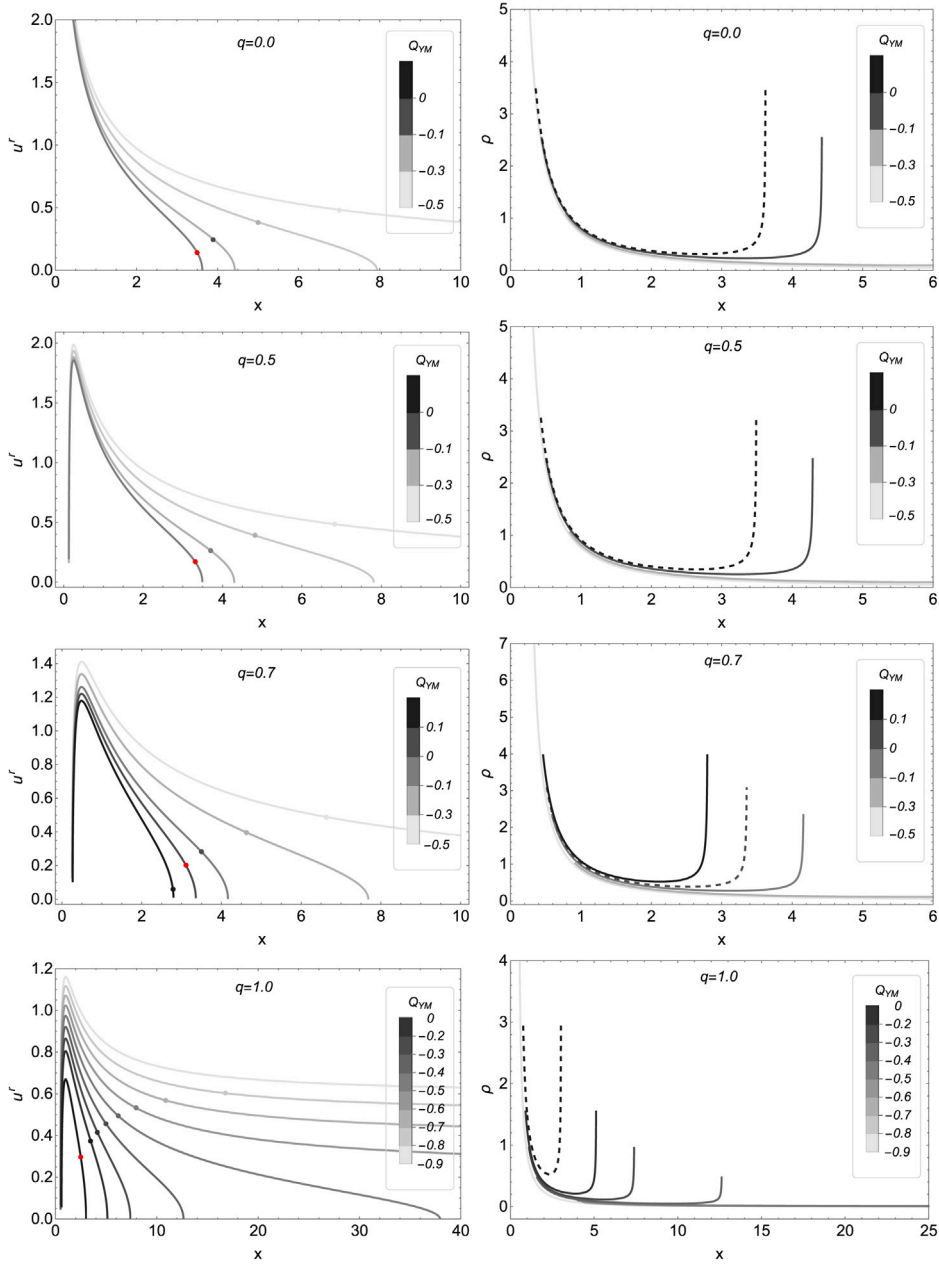 2.0
1.5
1.0
0.5
0.0
u^r
q=0.0
Q_YM
0
−0.1
−0.3
−0.5
0 2 4 6 8 10
x
5
4
3
2
1
0
ρ
q=0.0
Q_YM
0
−0.1
−0.3
−0.5
0 1 2 3 4 5 6
x
2.0
1.5
1.0
0.5
0.0
u^r
q=0.5
Q_YM
0
−0.1
−0.3
−0.5
0 2 4 6 8 10
x
5
4
3
2
1
0
ρ
q=0.5
Q_YM
0
−0.1
−0.3
−0.5
0 1 2 3 4 5 6
x
1.4
1.2
1.0
0.8
0.6
0.4
0.2
0.0
u^r
q=0.7
Q_YM
0.1
0
−0.1
−0.3
−0.5
0 2 4 6 8 10
x
7
6
5
4
3
2
1
0
ρ
q=0.7
Q_YM
0.1
0
−0.1
−0.3
−0.5
0 1 2 3 4 5 6
x
1.2
1.0
0.8
0.6
0.4
0.2
0.0
u^r
q=1.0
Q_YM
0
−0.2
−0.3
−0.4
−0.5
−0.6
−0.7
−0.8
−0.9
0 10 20 30 40
x
4
3
2
1
0
ρ
q=1.0
Q_YM
0
−0.2
−0.3
−0.4
−0.5
−0.6
−0.7
−0.8
−0.9
5 10 15 20 25
x